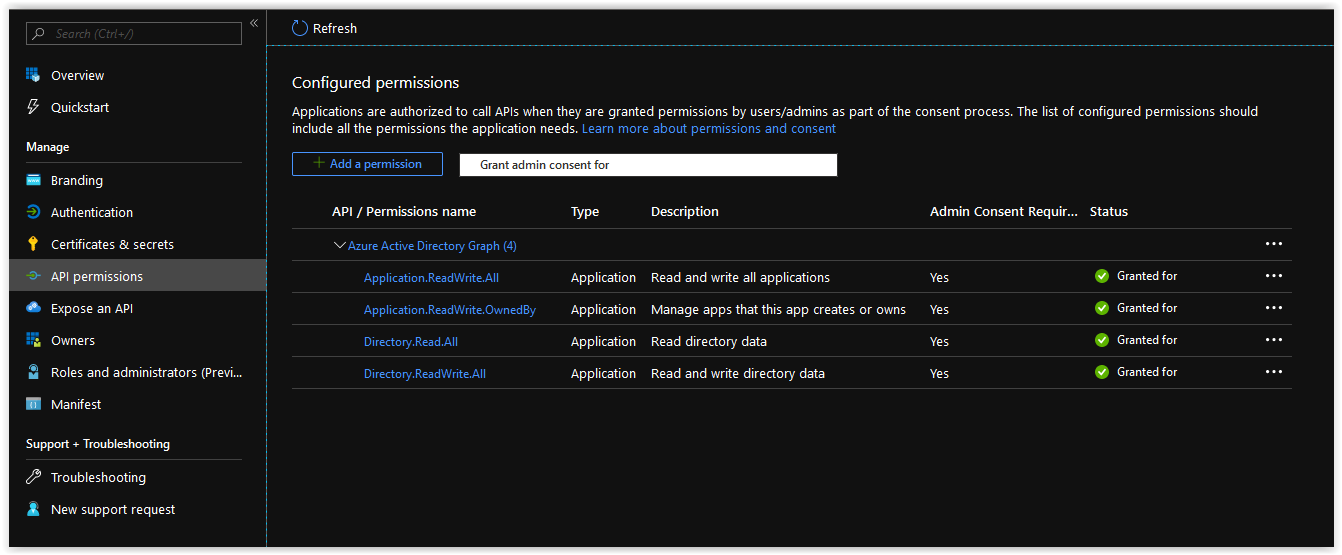 Search (Ctrl+/)
«
Overview
Quickstart
Manage
Branding
Authentication
Certificates & secrets
API permissions
Expose an API
Owners
Roles and administrators (Previ...
Manifest
Support + Troubleshooting
Troubleshooting
New support request
Refresh
Configured permissions
Applications are authorized to call APIs when they are granted permissions by users/admins as part of the consent process. The list of configured permissions should
include all the permissions the application needs. Learn more about permissions and consent
+ Add a permission Grant admin consent for
API / Permissions name Type Description Admin Consent Requir... Status
Azure Active Directory Graph (4) ...
Application.ReadWrite.All Application Read and write all applications Yes Granted for ...
Application.ReadWrite.OwnedBy Application Manage apps that this app creates or owns Yes Granted for ...
Directory.Read.All Application Read directory data Yes Granted for ...
Directory.ReadWrite.All Application Read and write directory data Yes Granted for ...